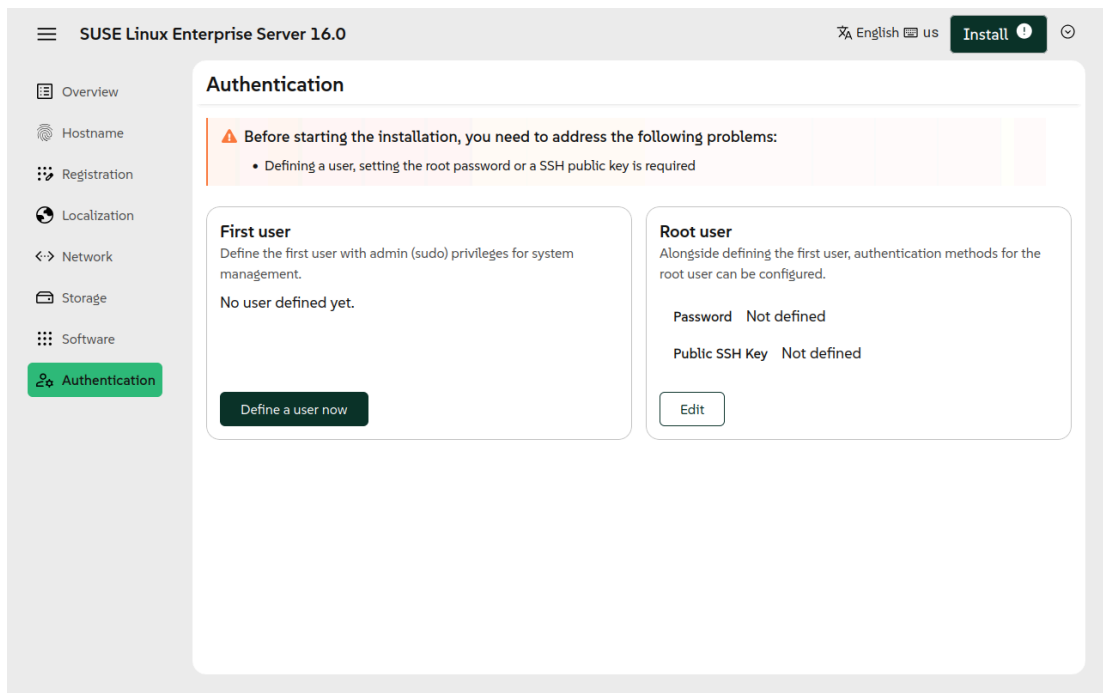 SUSE Linux Enterprise Server 16.0
English us
Install
Overview
Hostname
Registration
Localization
Network
Storage
Software
Authentication
Authentication
Before starting the installation, you need to address the following problems:
• Defining a user, setting the root password or a SSH public key is required
First user
Define the first user with admin (sudo) privileges for system
management.
No user defined yet.
Define a user now
Root user
Alongside defining the first user, authentication methods for the
root user can be configured.
Password Not defined
Public SSH Key Not defined
Edit